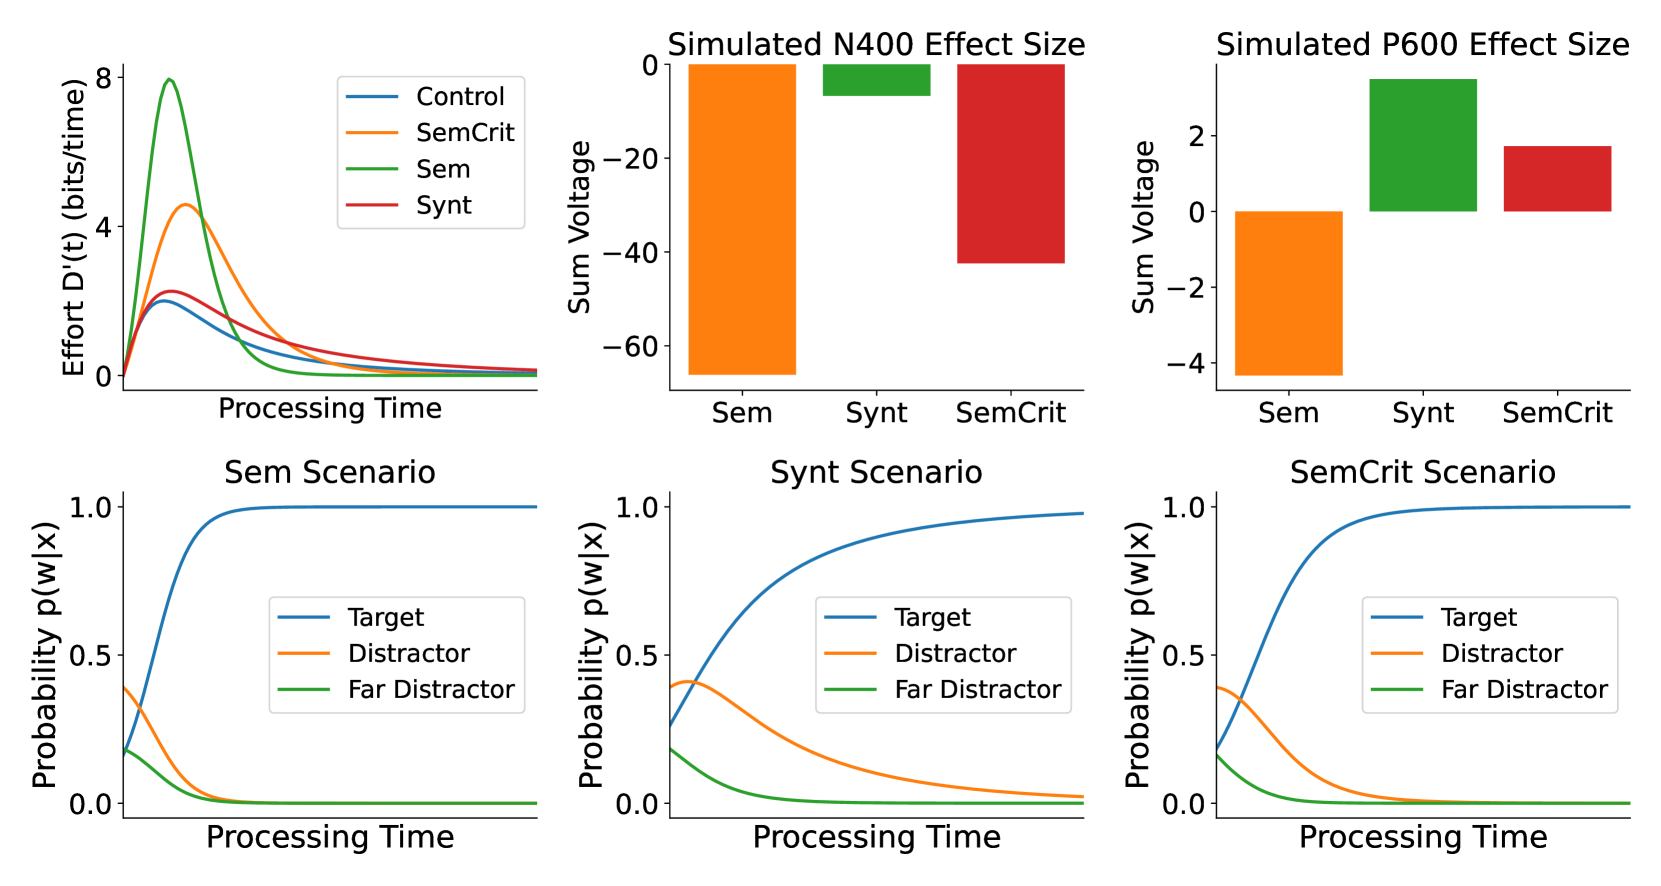 Effort D'(t) (bits/time)
8
4
0
Control
SemCrit
Sem
Synt
Processing Time
Simulated N400 Effect Size
Sum Voltage
0
−20
−40
−60
Sem
Synt
SemCrit
Simulated P600 Effect Size
Sum Voltage
2
0
−2
−4
Sem
Synt
SemCrit
Sem Scenario
Probability p(w|x)
1.0
0.5
0.0
Target
Distractor
Far Distractor
Processing Time
Synt Scenario
Probability p(w|x)
1.0
0.5
0.0
Target
Distractor
Far Distractor
Processing Time
SemCrit Scenario
Probability p(w|x)
1.0
0.5
0.0
Target
Distractor
Far Distractor
Processing Time